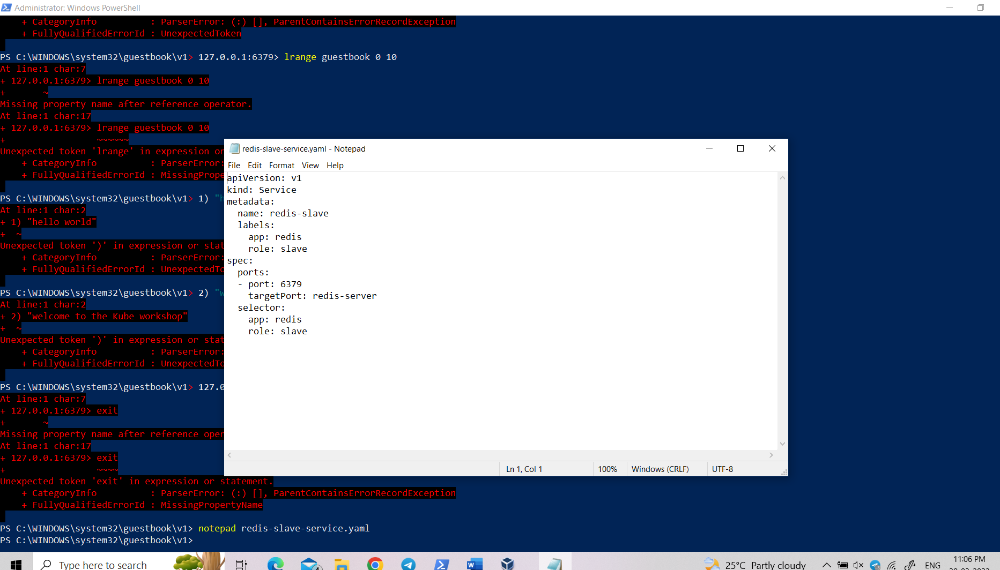 Administrator: Windows PowerShell
+ CategoryInfo : ParserError: (:) [], ParentContainsErrorRecordException
+ FullyQualifiedErrorId : UnexpectedToken
PS C:\WINDOWS\system32\guestbook\v1> 127.0.0.1:6379> lrange guestbook 0 10
At line:1 char:7
+ 127.0.0.1:6379> lrange guestbook 0 10
+ ~
Missing property name after reference operator.
At line:1 char:17
+ 127.0.0.1:6379> lrange guestbook 0 10
+ ~~~~~~
Unexpected token 'lrange' in expression or
+ CategoryInfo : ParserError:
+ FullyQualifiedErrorId : MissingPrope
PS C:\WINDOWS\system32\guestbook\v1> 1) "h
At line:1 char:2
+ 1) "hello world"
+ ~
Unexpected token ')' in expression or stat
+ CategoryInfo : ParserError:
+ FullyQualifiedErrorId : UnexpectedTo
PS C:\WINDOWS\system32\guestbook\v1> 2) "w
At line:1 char:2
+ 2) "welcome to the Kube workshop"
+ ~
Unexpected token ')' in expression or stat
+ CategoryInfo : ParserError:
+ FullyQualifiedErrorId : UnexpectedTo
PS C:\WINDOWS\system32\guestbook\v1> 127.0
At line:1 char:7
+ 127.0.0.1:6379> exit
+ ~
Missing property name after reference oper
At line:1 char:17
+ 127.0.0.1:6379> exit
+ ~~~~
Unexpected token 'exit' in expression or statement.
+ CategoryInfo : ParserError: (:) [], ParentContainsErrorRecordException
+ FullyQualifiedErrorId : MissingPropertyName
PS C:\WINDOWS\system32\guestbook\v1> notepad redis-slave-service.yaml
PS C:\WINDOWS\system32\guestbook\v1>
redis-slave-service.yaml - Notepad
File Edit Format View Help
apiVersion: v1
kind: Service
metadata:
name: redis-slave
labels:
app: redis
role: slave
spec:
ports:
- port: 6379
targetPort: redis-server
selector:
app: redis
role: slave
Ln 1, Col 1 100% Windows (CRLF) UTF-8
Type here to search
25°C Partly cloudy
ENG
11:06 PM